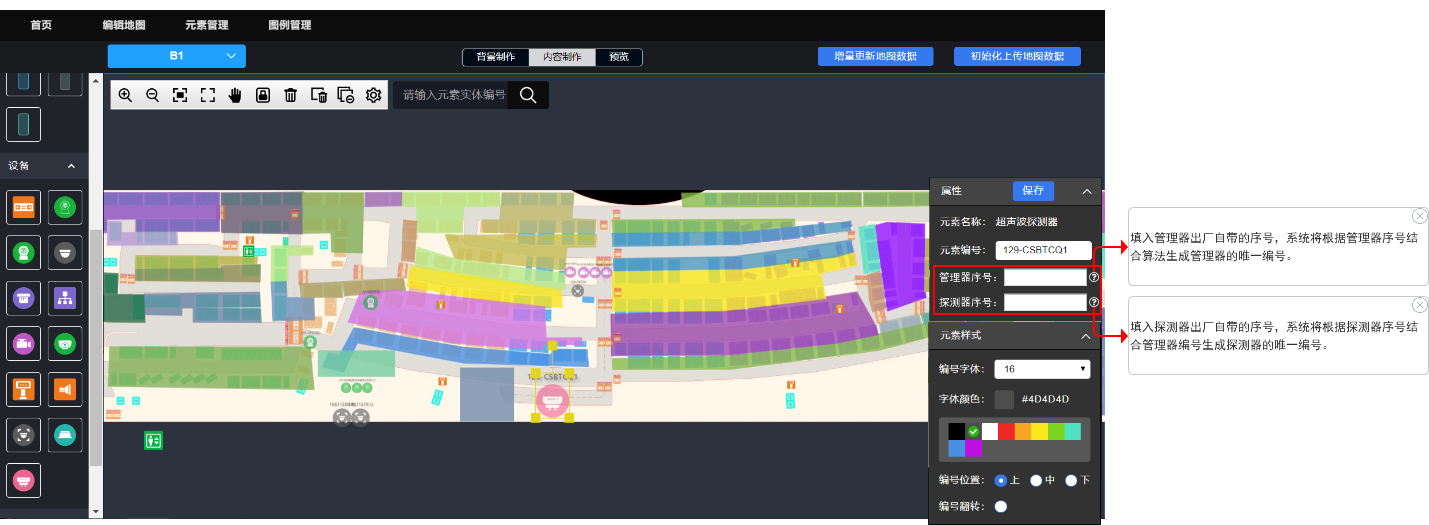 首页 编辑地图 元素管理 图例管理
B1 背景制作 内容制作 预览 增量更新地图数据 初始化上传地图数据
请输入元素实体编号
设备
属性 保存
元素名称： 超声波探测器
元素编号： 129-CSBTCQ1
管理器序号：
探测器序号：
元素样式
编号字体： 16
字体颜色： #4D4D4D
编号位置： 上 中 下
编号翻转：
填入管理器出厂自带的序号，系统将根据管理器序号结
合算法生成管理器的唯一编号。
填入探测器出厂自带的序号，系统将根据探测器序号结
合管理器编号生成探测器的唯一编号。